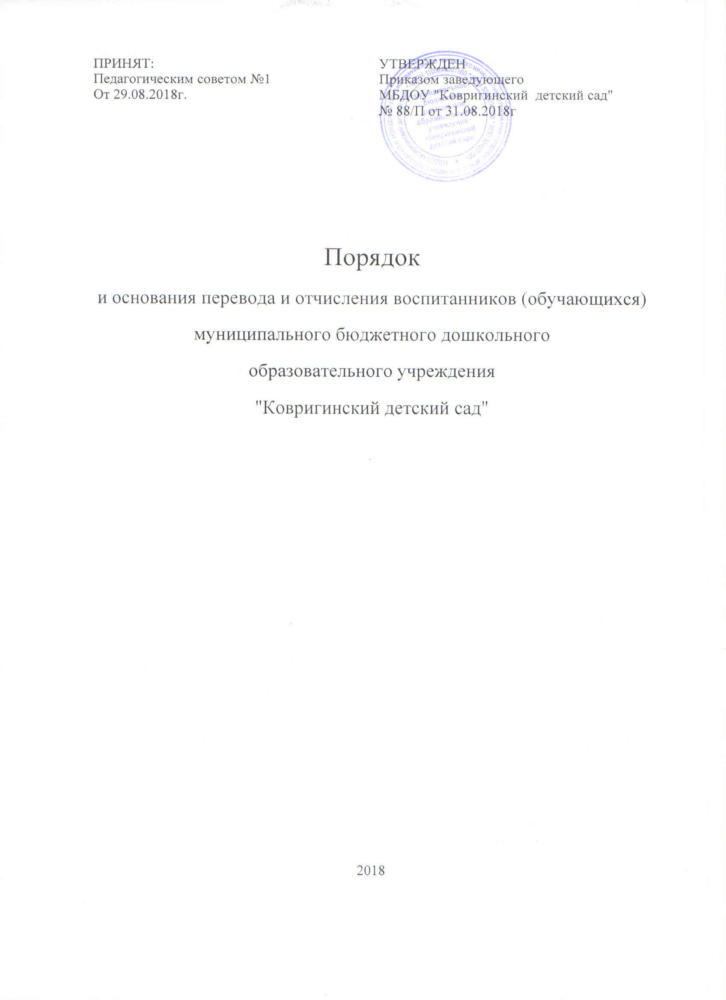 ПРИНЯТ:
Педагогическим советом №1
От 29.08.2018г.
УТВЕРЖДЕН
Приказом заведующего
МБДОУ "Ковригинский  детский сад"
№ 88/П от 31.08.2018г
муниципальное
бюджетное
дошкольное
образовательное
учреждение
«Ковригинский
детский сад»
Порядок
и основания перевода и отчисления воспитанников (обучающихся)
муниципального бюджетного дошкольного
образовательного учреждения
"Ковригинский детский сад"
2018